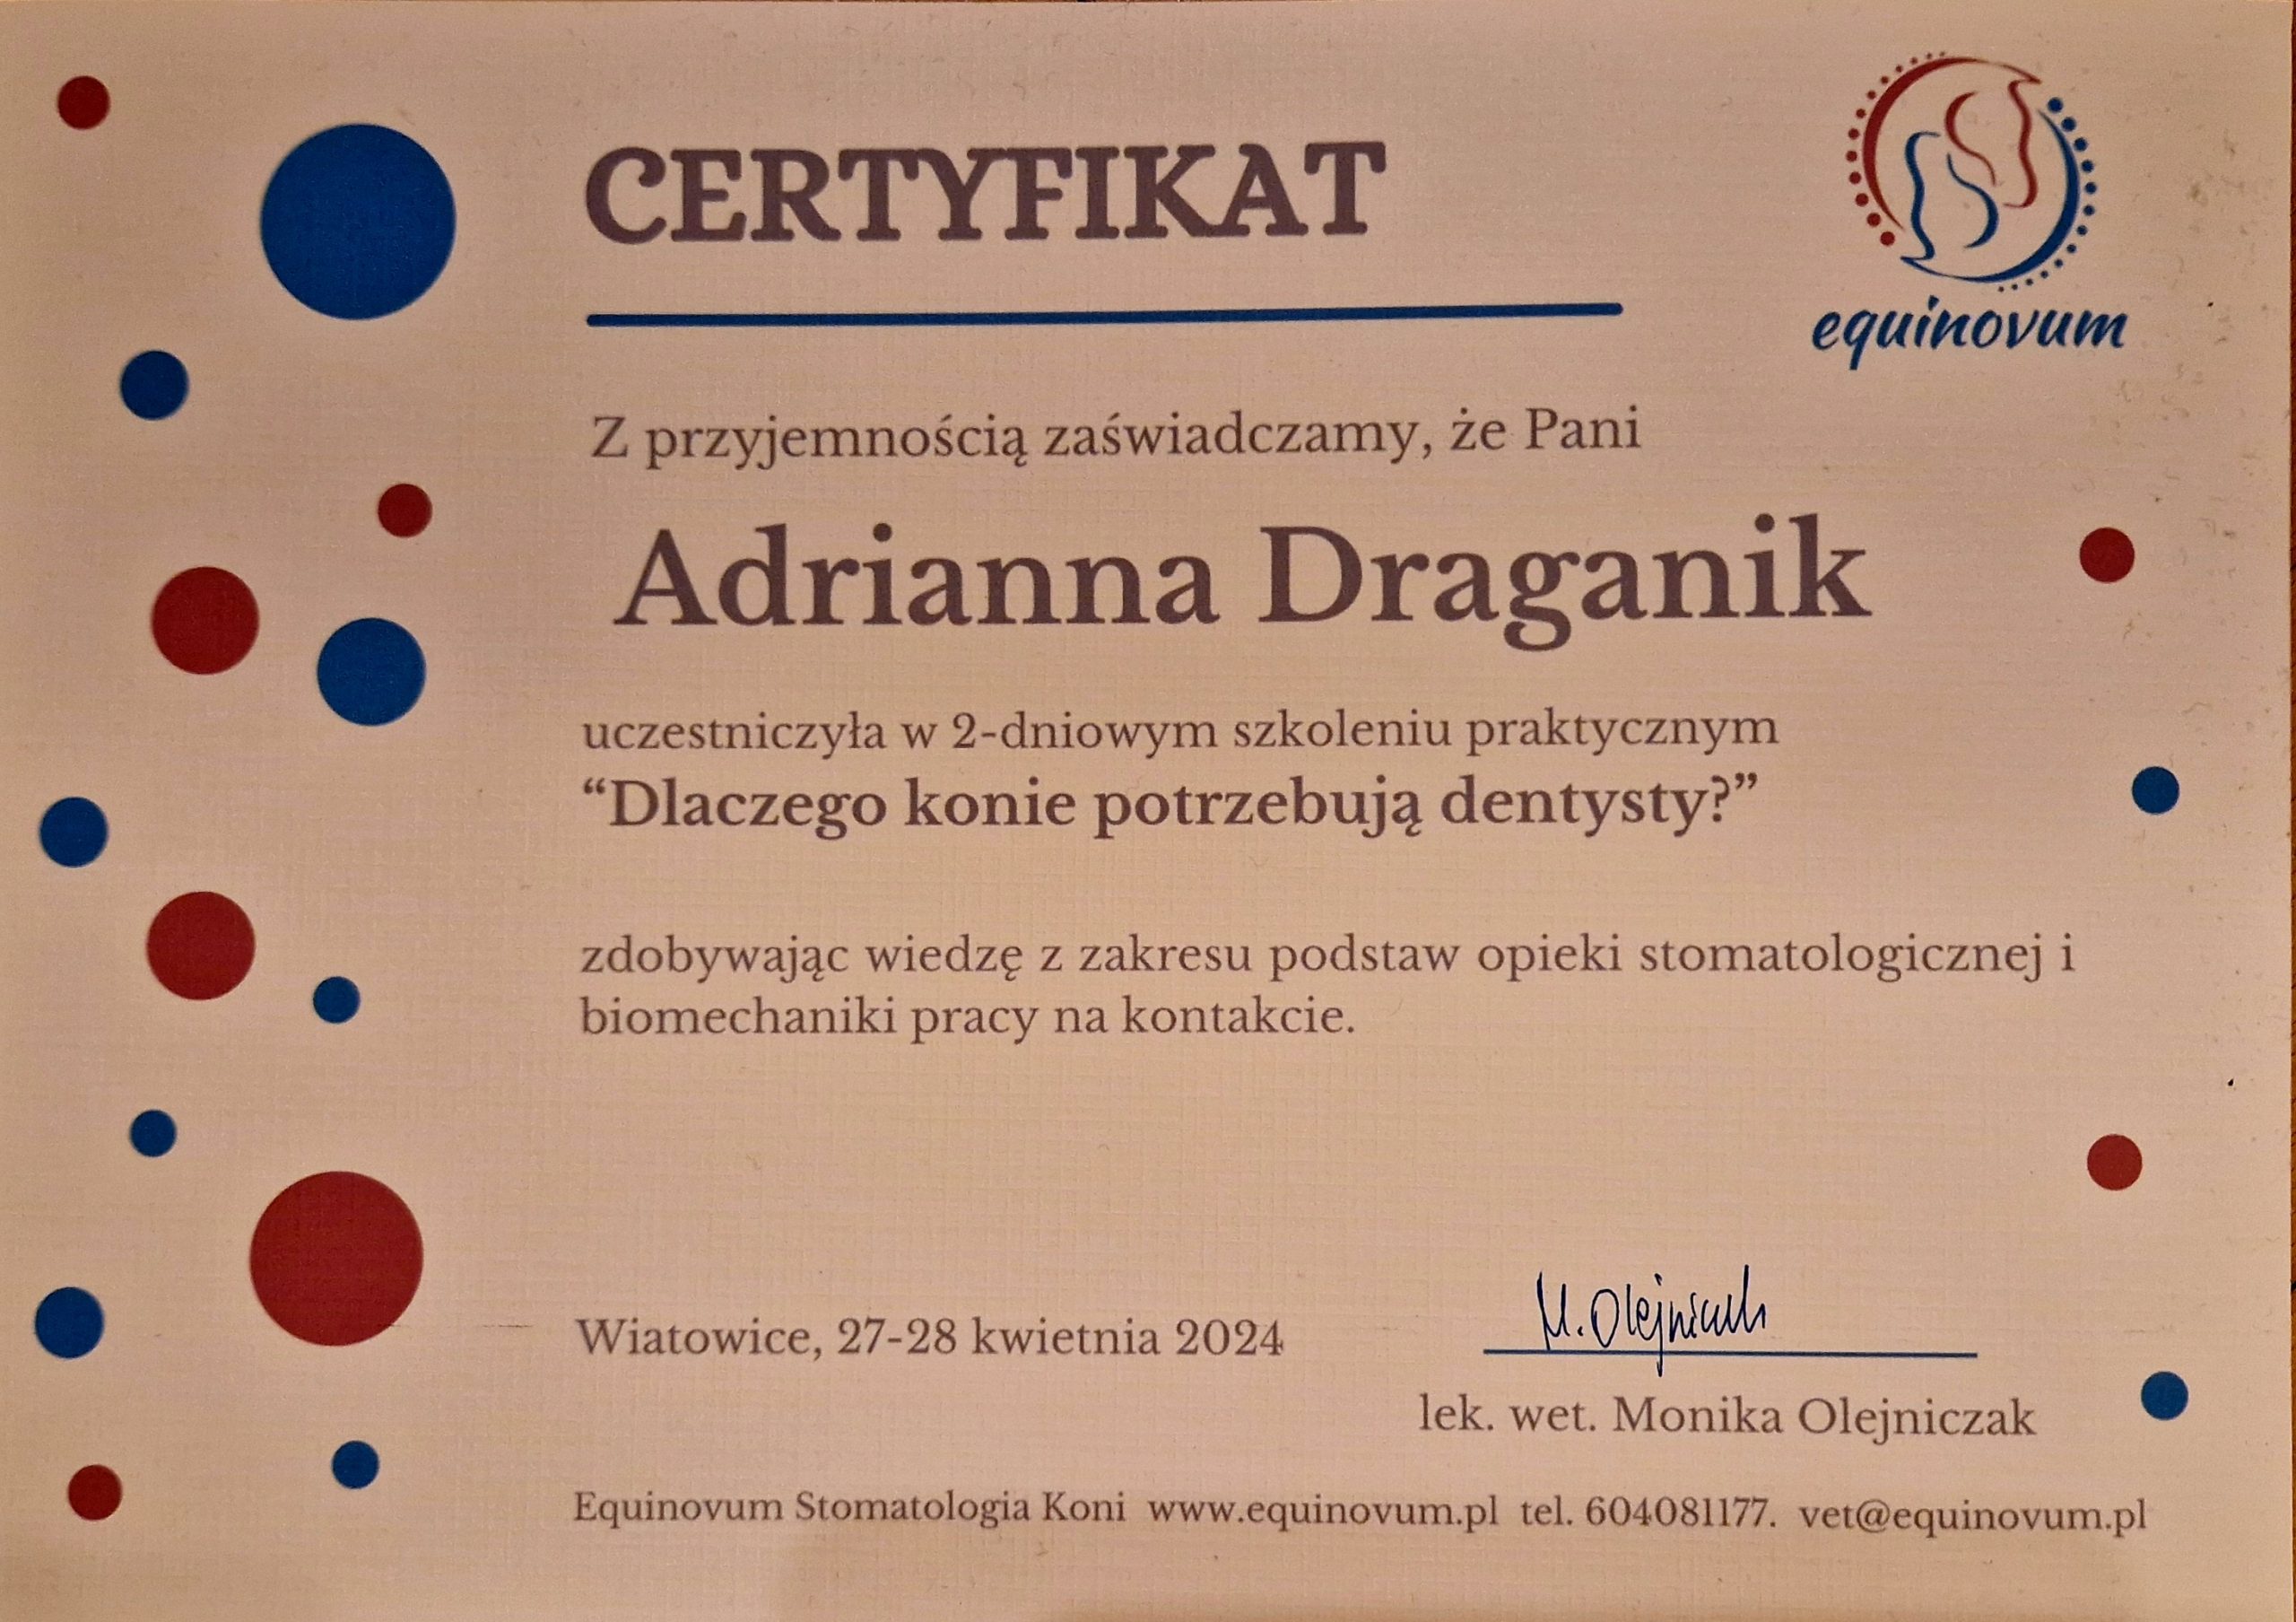 CERTYFIKAT
equinovum
Z przyjemnością zaświadczamy, że Pani
Adrianna Draganik
uczestniczyła w 2-dniowym szkoleniu praktycznym
“Dlaczego konie potrzebują dentysty?”
zdobywając wiedzę z zakresu podstaw opieki stomatologicznej i
biomechaniki pracy na kontakcie.
M. Olejniczak
Wiatowice, 27-28 kwietnia 2024
lek. wet. Monika Olejniczak
Equinovum Stomatologia Koni www.equinovum.pl tel. 604081177. vet@equinovum.pl